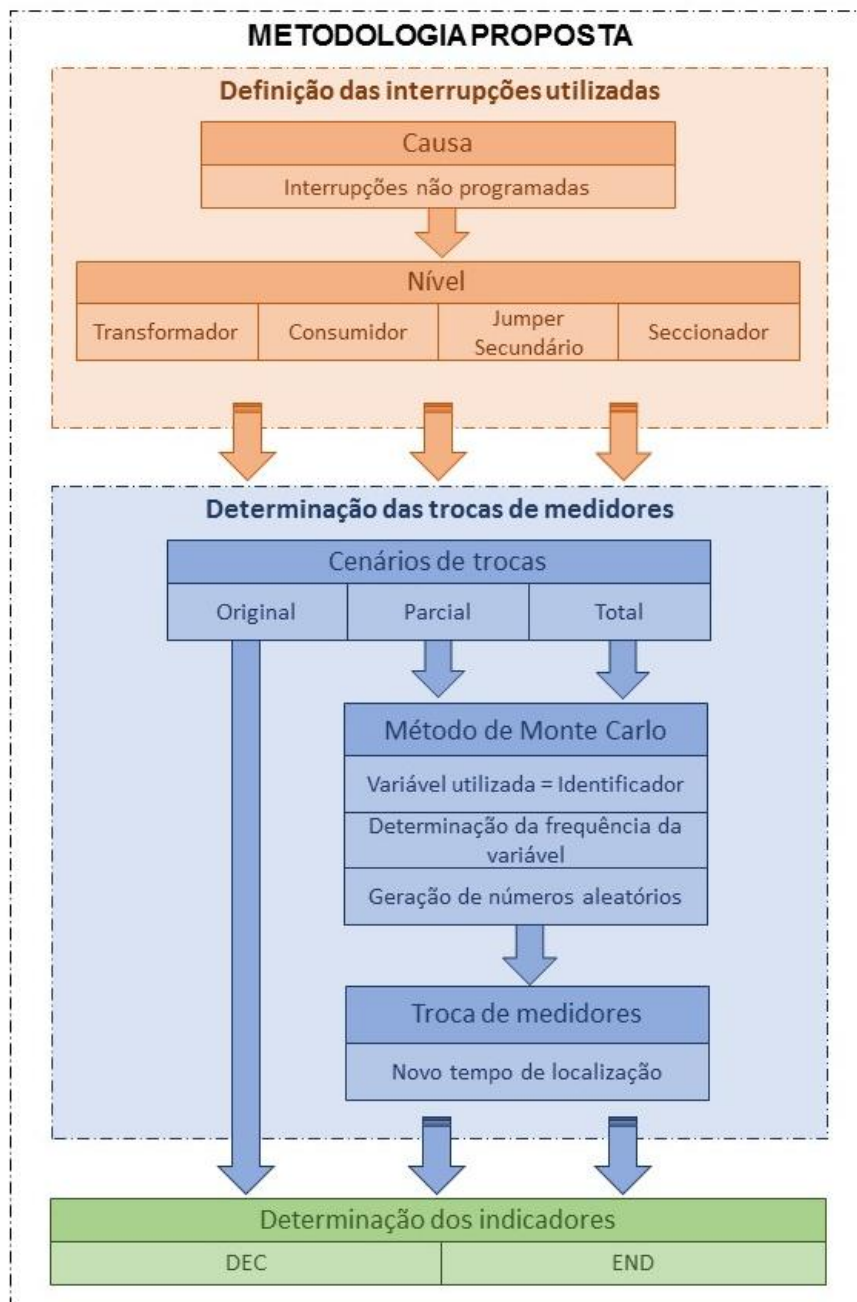 METODOLOGIA PROPOSTA
Definição das interrupções utilizadas
Causa
Interrupções não programadas
Nível
Transformador
Consumidor
Jumper
Secundário
Seccionador
Determinação das trocas de medidores
Cenários de trocas
Original
Parcial
Total
Método de Monte Carlo
Variável utilizada = Identificador
Determinação da frequência da
variável
Geração de números aleatórios
Troca de medidores
Novo tempo de localização
Determinação dos indicadores
DEC
END